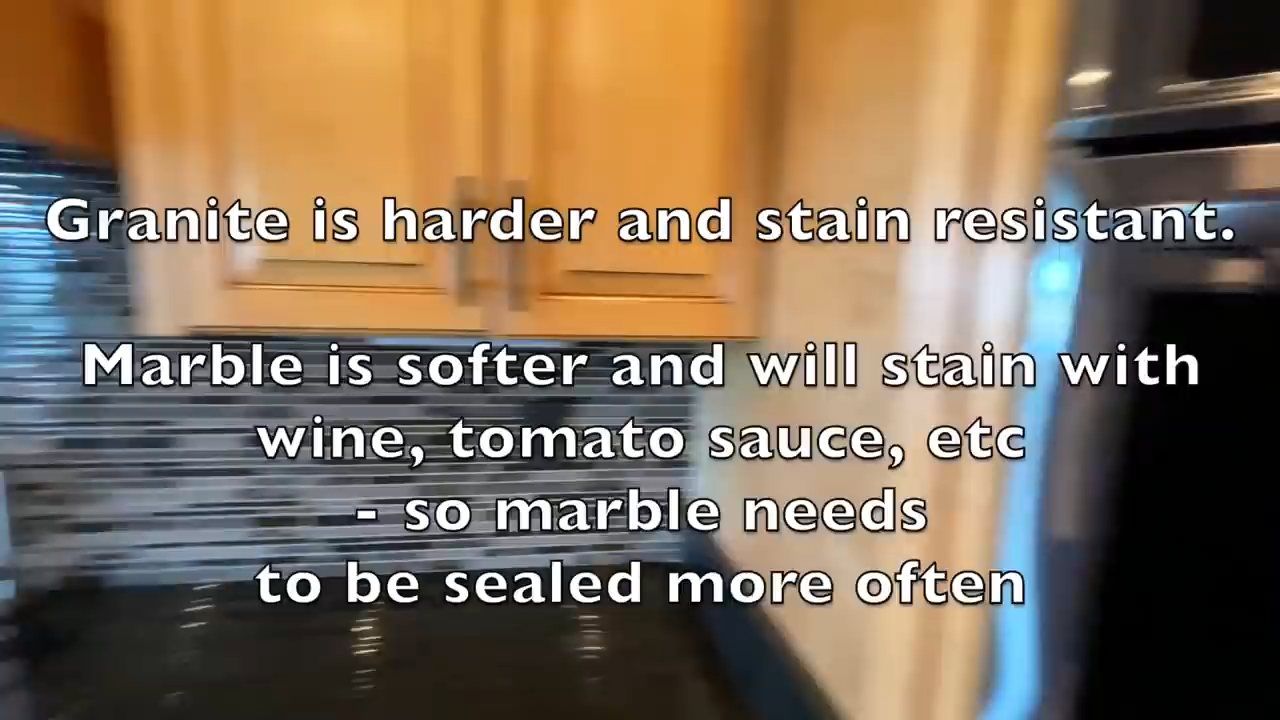 Granite is harder and stain resistant.
Marble is softer and will stain with
wine, tomato sauce, etc
- so marble needs
to be sealed more often